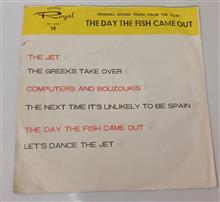 Royal
14
ORIGINAL SOUND TRACK FROM THE FILM:
THE DAY THE FISH CAME OUT
THE JET
THE GREEKS TAKE OVER
COMPUTERS AND BOUZOUKIS
THE NEXT TIME IT'S UNLIKELY TO BE SPAIN
THE DAY THE FISH CAME OUT
LET'S DANCE THE JET